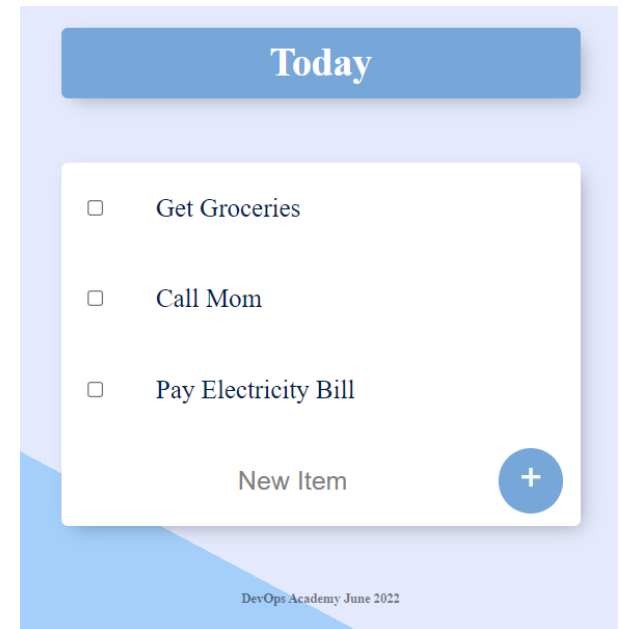 Today
Get Groceries
Call Mom
Pay Electricity Bill
New Item
+
DevOps Academy June 2022